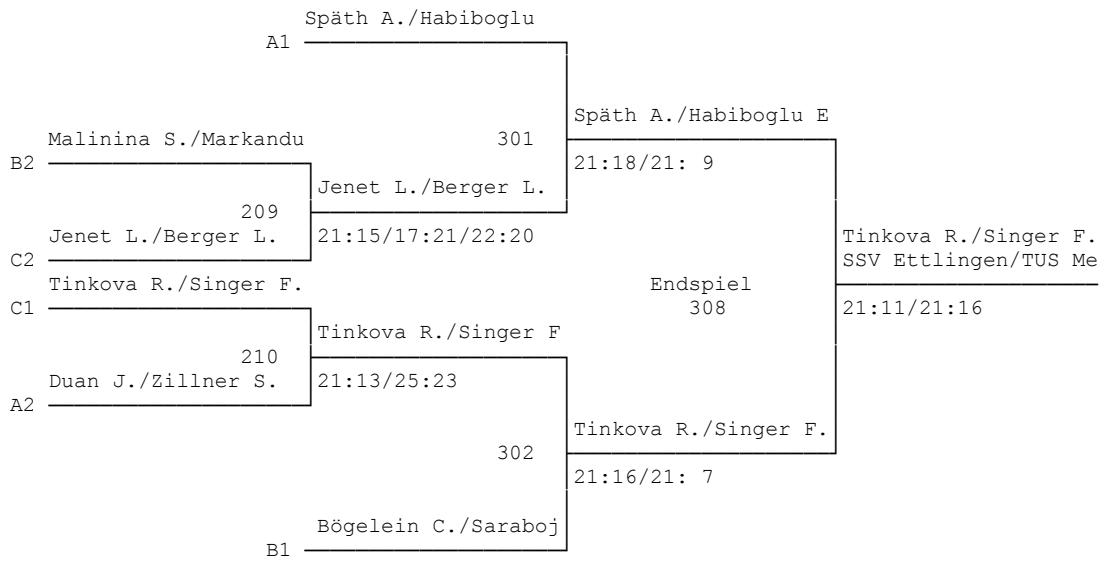 Späth A./Habiboglu
A1
Späth A./Habiboglu E
Malinina S./Markandu 301
B2 21:18/21: 9
Jenet L./Berger L.
209
Jenet L./Berger L. 21:15/17:21/22:20 Tinkova R./Singer F.
C2 SSV Ettlingen/TUS Me
Tinkova R./Singer F. Endspiel
C1 308 21:11/21:16
Tinkova R./Singer F
210
Duan J./Zillner S. 21:13/25:23
A2
Tinkova R./Singer F.
302
21:16/21: 7
Bögelein C./Saraboj
B1